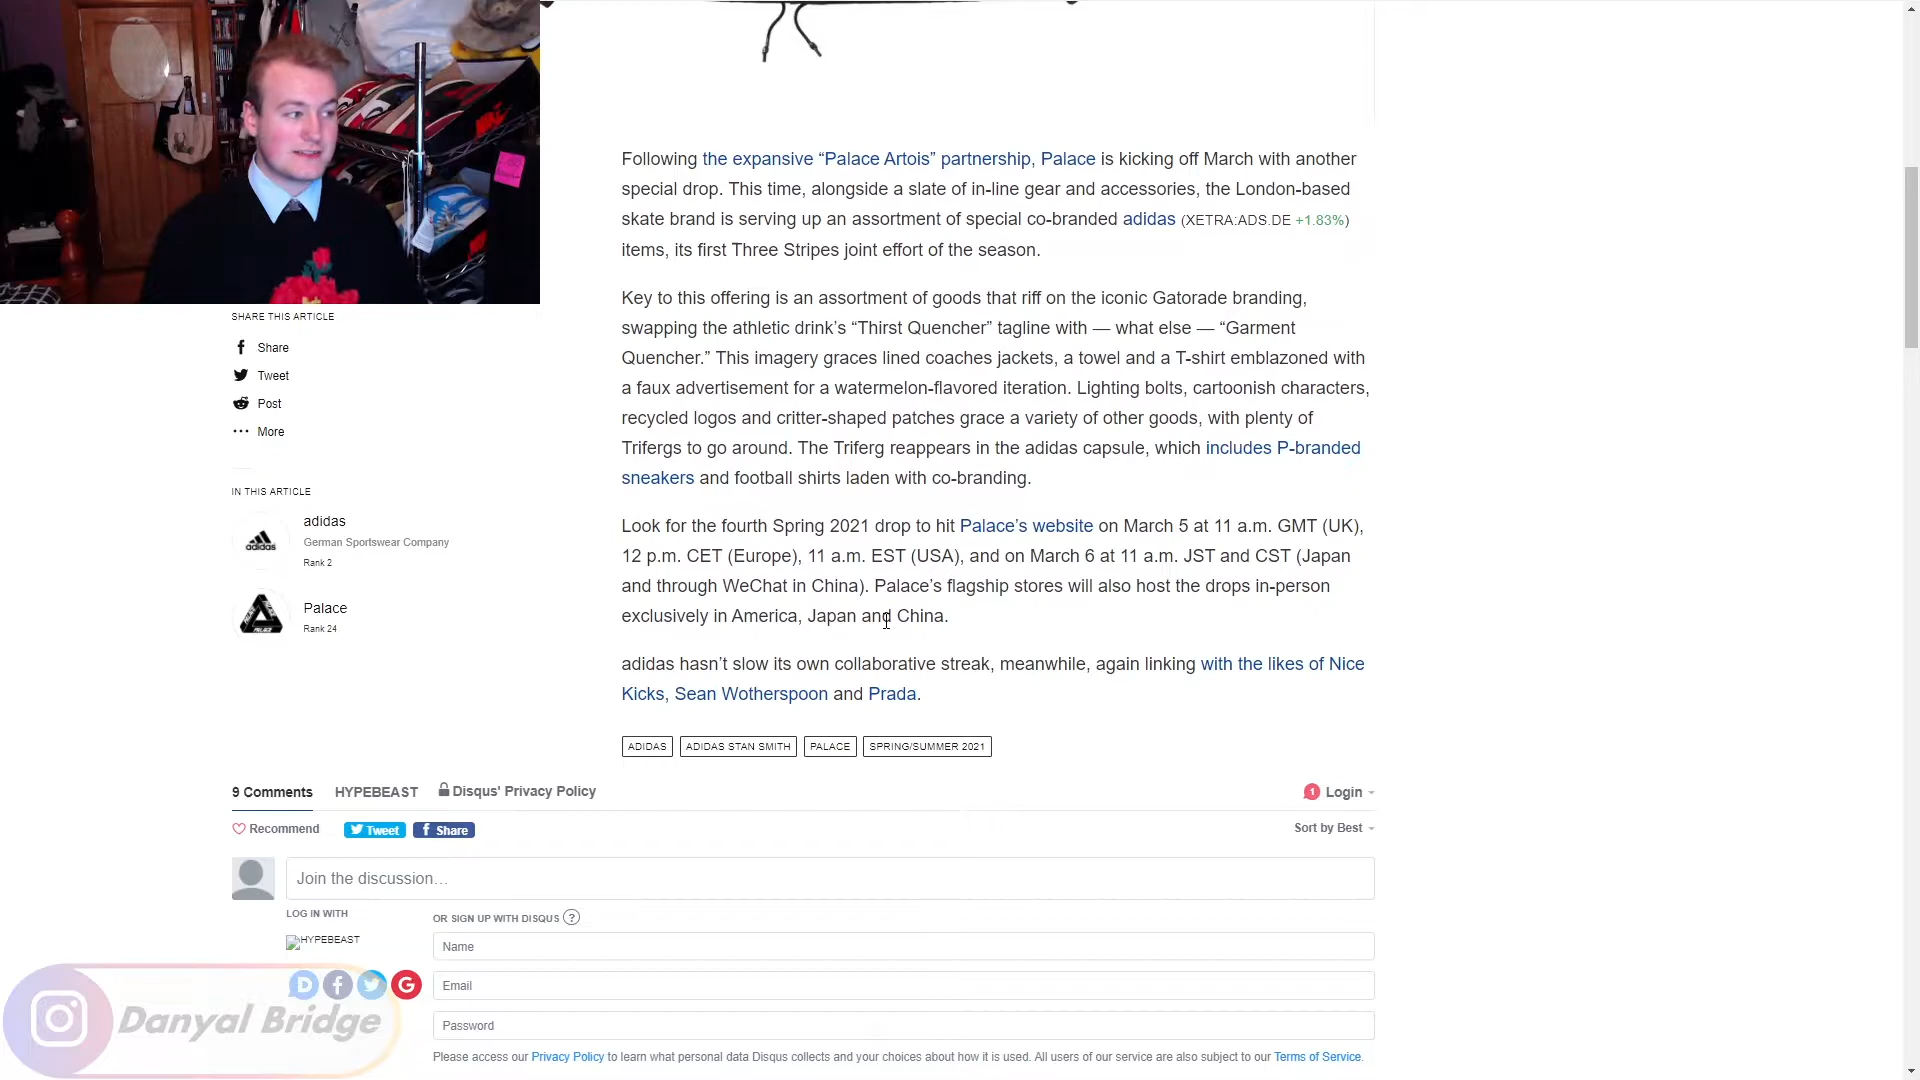 Following the expansive “Palace Artois” partnership, Palace is kicking off March with another
special drop. This time, alongside a slate of in-line gear and accessories, the London-based
skate brand is serving up an assortment of special co-branded adidas (XETRA:ADS.DE +1.83%)
items, its first Three Stripes joint effort of the season.
Key to this offering is an assortment of goods that riff on the iconic Gatorade branding,
swapping the athletic drink’s “Thirst Quencher” tagline with — what else — “Garment
Quencher.” This imagery graces lined coaches jackets, a towel and a T-shirt emblazoned with
a faux advertisement for a watermelon-flavored iteration. Lighting bolts, cartoonish characters,
recycled logos and critter-shaped patches grace a variety of other goods, with plenty of
Trifergs to go around. The Triferg reappears in the adidas capsule, which includes P-branded
sneakers and football shirts laden with co-branding.
Look for the fourth Spring 2021 drop to hit Palace’s website on March 5 at 11 a.m. GMT (UK),
12 p.m. CET (Europe), 11 a.m. EST (USA), and on March 6 at 11 a.m. JST and CST (Japan
and through WeChat in China). Palace’s flagship stores will also host the drops in-person
exclusively in America, Japan and China.
adidas hasn’t slow its own collaborative streak, meanwhile, again linking with the likes of Nice
Kicks, Sean Wotherspoon and Prada.
ADIDAS ADIDAS STAN SMITH PALACE SPRING/SUMMER 2021
SHARE THIS ARTICLE
Share
Tweet
Post
More
IN THIS ARTICLE
adidas
German Sportswear Company
Rank 2
adidas
Palace
Rank 24
PALACE
9 Comments HYPEBEAST Disqus' Privacy Policy 1 Login
Recommend Tweet Share Sort by Best
Join the discussion…
LOG IN WITH
HYPEBEAST
OR SIGN UP WITH DISQUS ?
Name
Email
Password
Please access our Privacy Policy to learn what personal data Disqus collects and your choices about how it is used. All users of our service are also subject to our Terms of Service.
Danyal Bridge